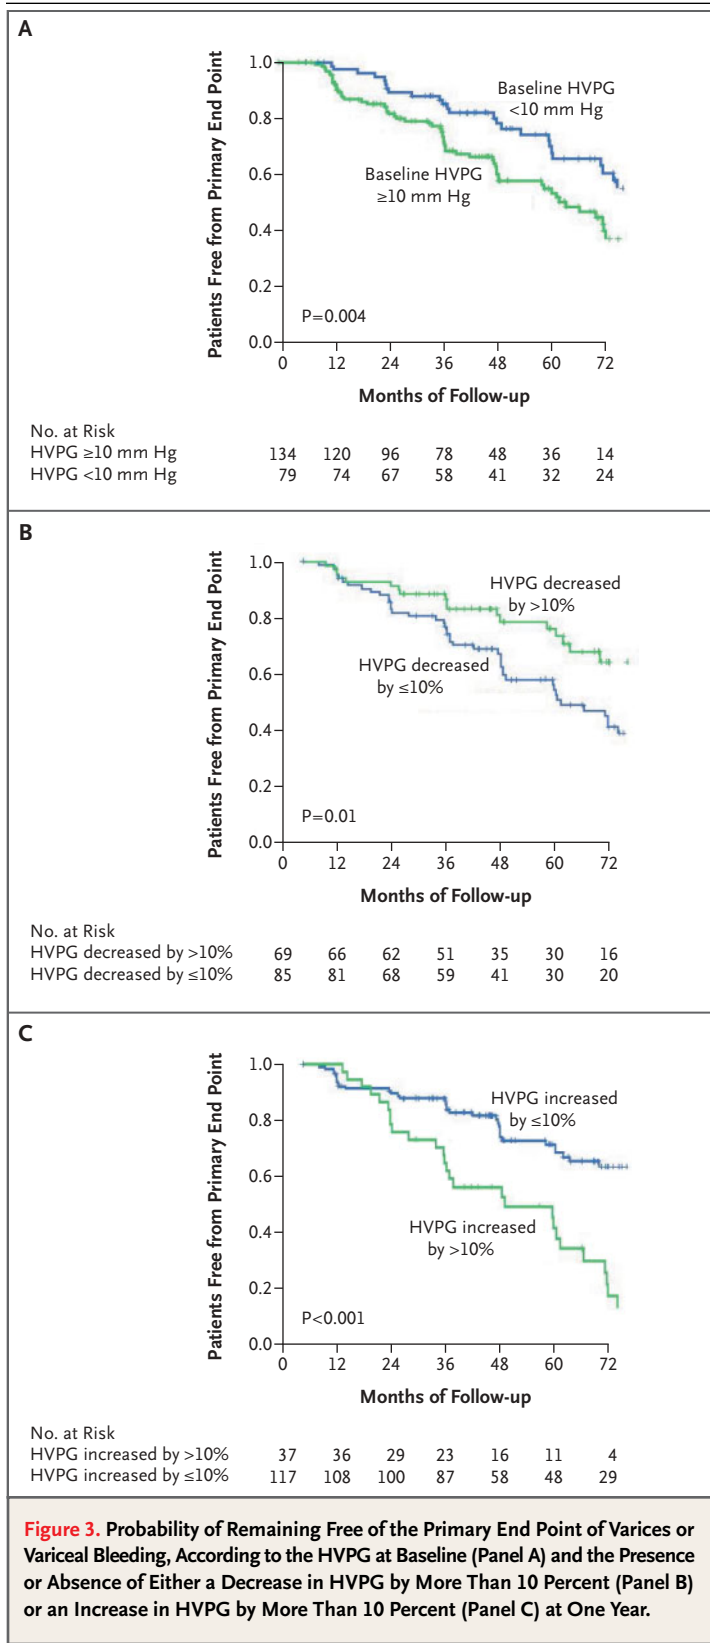 A
Patients Free from Primary End Point
1.0
0.8
0.6
0.4
0.2
0.0
Baseline HVPG
<10 mm Hg
Baseline HVPG
≥10 mm Hg
P=0.004
0 12 24 36 48 60 72
Months of Follow-up
No. at Risk
HVPG ≥10 mm Hg 134 120 96 78 48 36 14
HVPG <10 mm Hg 79 74 67 58 41 32 24
B
Patients Free from Primary End Point
1.0
0.8
0.6
0.4
0.2
0.0
HVPG decreased
by >10%
HVPG decreased
by ≤10%
P=0.01
0 12 24 36 48 60 72
Months of Follow-up
No. at Risk
HVPG decreased by >10% 69 66 62 51 35 30 16
HVPG decreased by ≤10% 85 81 68 59 41 30 20
C
Patients Free from Primary End Point
1.0
0.8
0.6
0.4
0.2
0.0
HVPG increased
by ≤10%
HVPG increased
by >10%
P<0.001
0 12 24 36 48 60 72
Months of Follow-up
No. at Risk
HVPG increased by >10% 37 36 29 23 16 11 4
HVPG increased by ≤10% 117 108 100 87 58 48 29
Figure 3. Probability of Remaining Free of the Primary End Point of Varices or
Variceal Bleeding, According to the HVPG at Baseline (Panel A) and the Presence
or Absence of Either a Decrease in HVPG by More Than 10 Percent (Panel B)
or an Increase in HVPG by More Than 10 Percent (Panel C) at One Year.